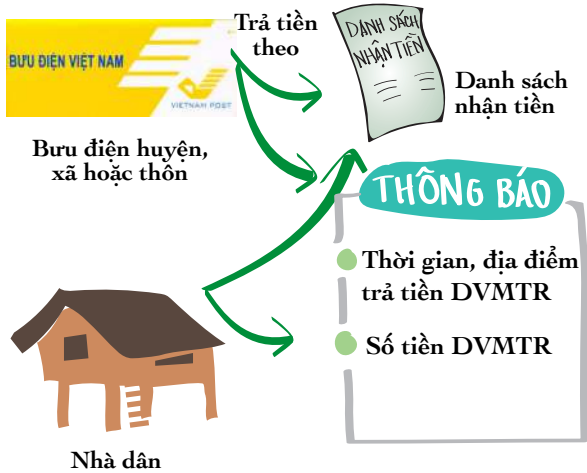 BƯU ĐIỆN VIỆT NAM
VIETNAM POST
Bưu điện huyện,
xã hoặc thôn
Trả tiền
theo
DANH SÁCH
NHẬN TIỀN
Danh sách
nhận tiền
THÔNG BÁO
Thời gian, địa điểm
trả tiền DVMTR
Số tiền DVMTR
Nhà dân